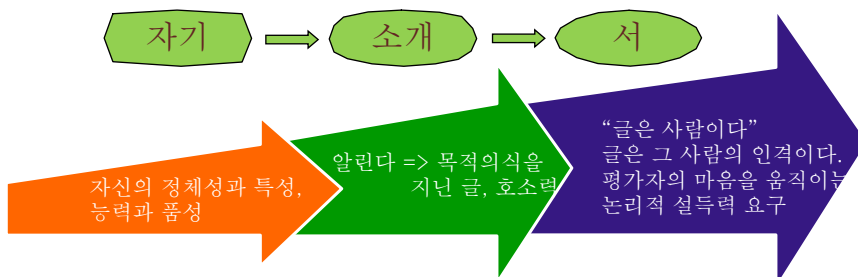 자기
소개
서
자신의 정체성과 특성,
능력과 품성
알린다 => 목적의식을
지닌 글, 호소력
“글은 사람이다”
글은 그 사람의 인격이다.
평가자의 마음을 움직이는
논리적 설득력 요구